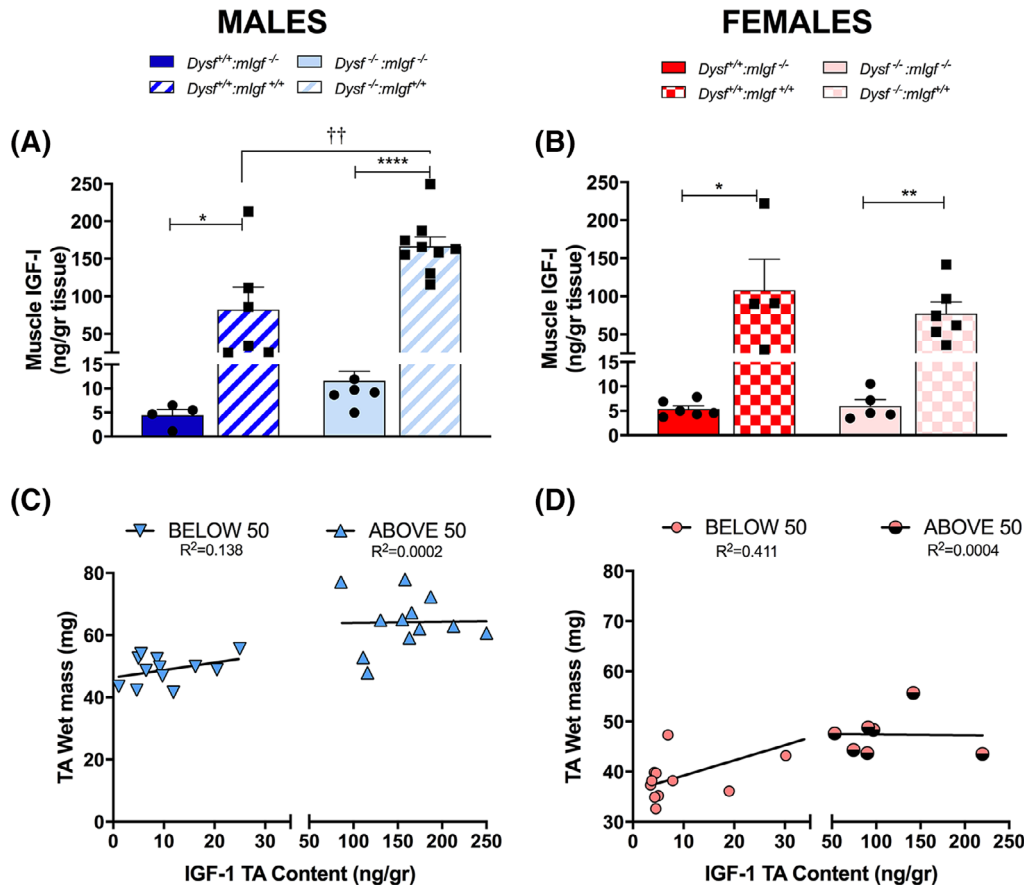 MALES
FEMALES
Dysf+/+:mIgf -/-
Dysf -/-:mIgf -/-
Dysf+/+:mIgf +/+
Dysf-/-:mIgf+/+
Dysf+/+:mIgf -/-
Dysf -/-:mIgf -/-
Dysf+/+:mIgf +/+
Dysf -/-:mIgf+/+
(A)
††
****
*
250
200
150
100
50
15
10
5
0
Muscle IGF-I
(ng/gr tissue)
(B)
*
**
250
200
150
100
50
15
10
5
0
Muscle IGF-I
(ng/gr tissue)
(C)
BELOW 50
R²=0.138
ABOVE 50
R²=0.0002
80
60
40
20
0
TA Wet mass (mg)
0 10 20 30 50 100 150 200 250
IGF-1 TA Content (ng/gr)
(D)
BELOW 50
R²=0.411
ABOVE 50
R²=0.0004
80
70
60
50
40
30
TA Wet mass (mg)
0 10 20 30 50 100 150 200 250
IGF-1 TA Content (ng/gr)